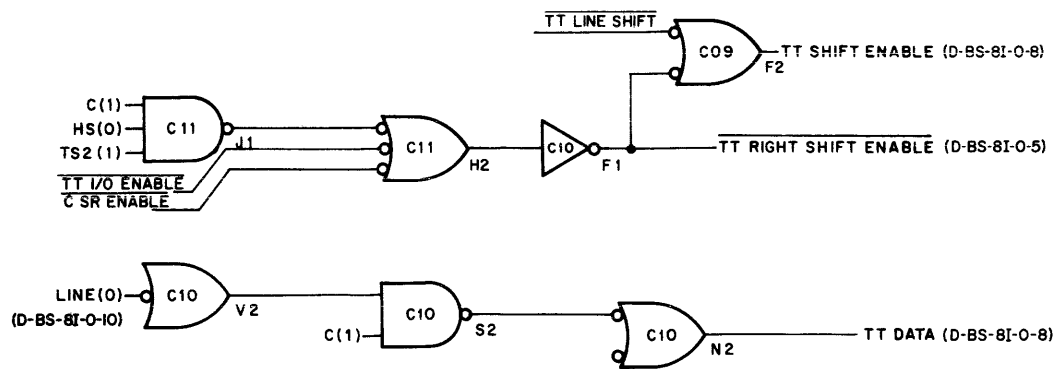 TT LINE SHIFT
C09
TT SHIFT ENABLE (D-BS-8I-0-8)
F2
C(1)
HS(0)
TS2(1)
C11
J1
C11
H2
C10
F1
TT RIGHT SHIFT ENABLE (D-BS-8I-0-5)
TT I/O ENABLE
C SR ENABLE
LINE(0)
(D-BS-8I-0-10)
C10
V2
C(1)
C10
S2
C10
N2
TT DATA (D-BS-8I-0-8)